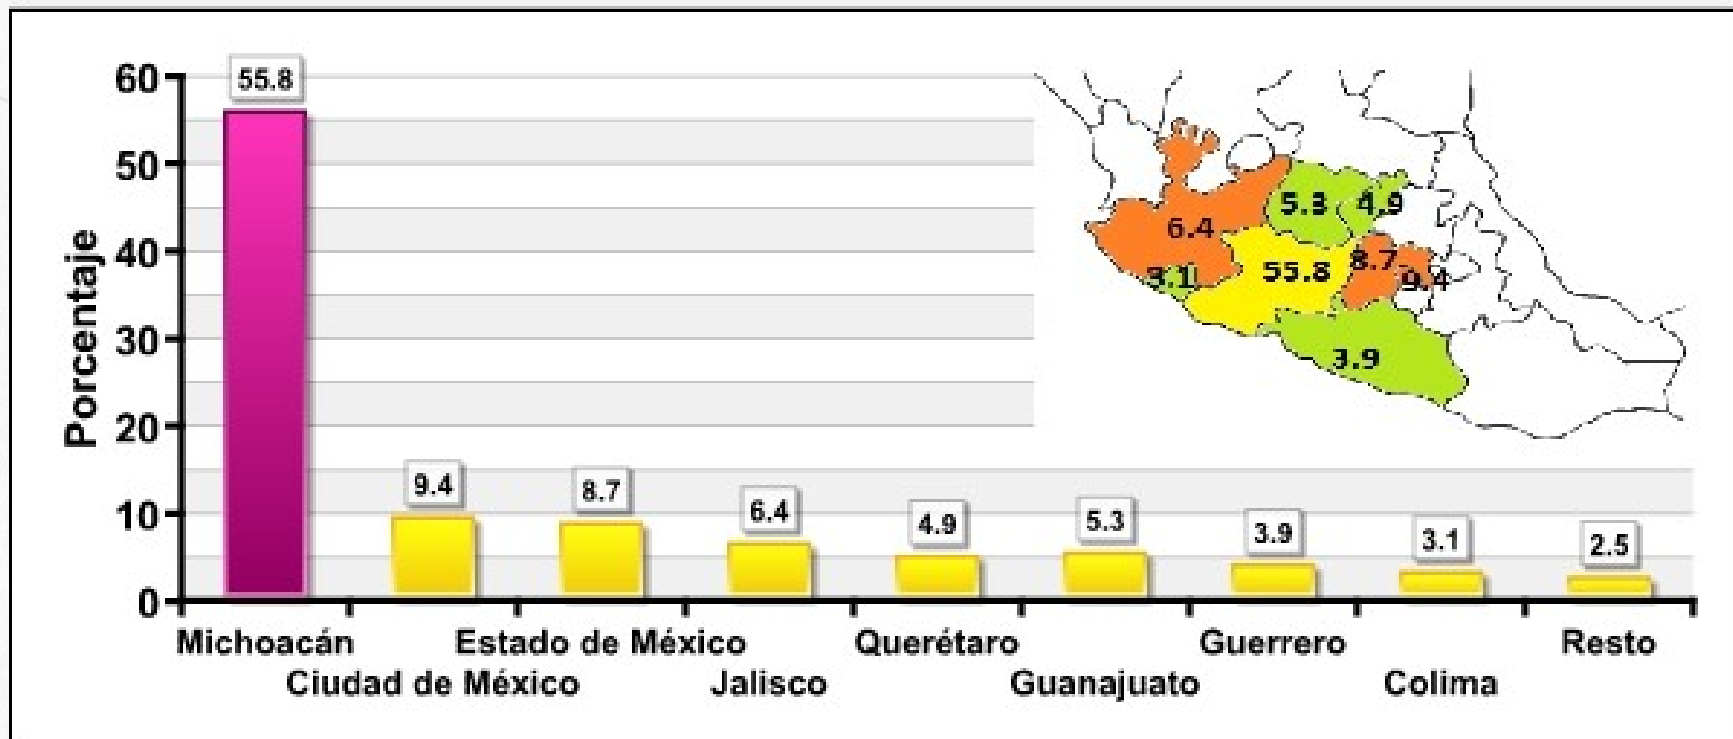 60
50
40
30
20
10
0
Porcentaje
55.8
9.4
8.7
6.4
4.9
5.3
3.9
3.1
2.5
Michoacán
Ciudad de México
Estado de México
Jalisco
Querétaro
Guanajuato
Guerrero
Colima
Resto
5.3
4.9
6.4
3.1
55.8
8.7
9.4
3.9